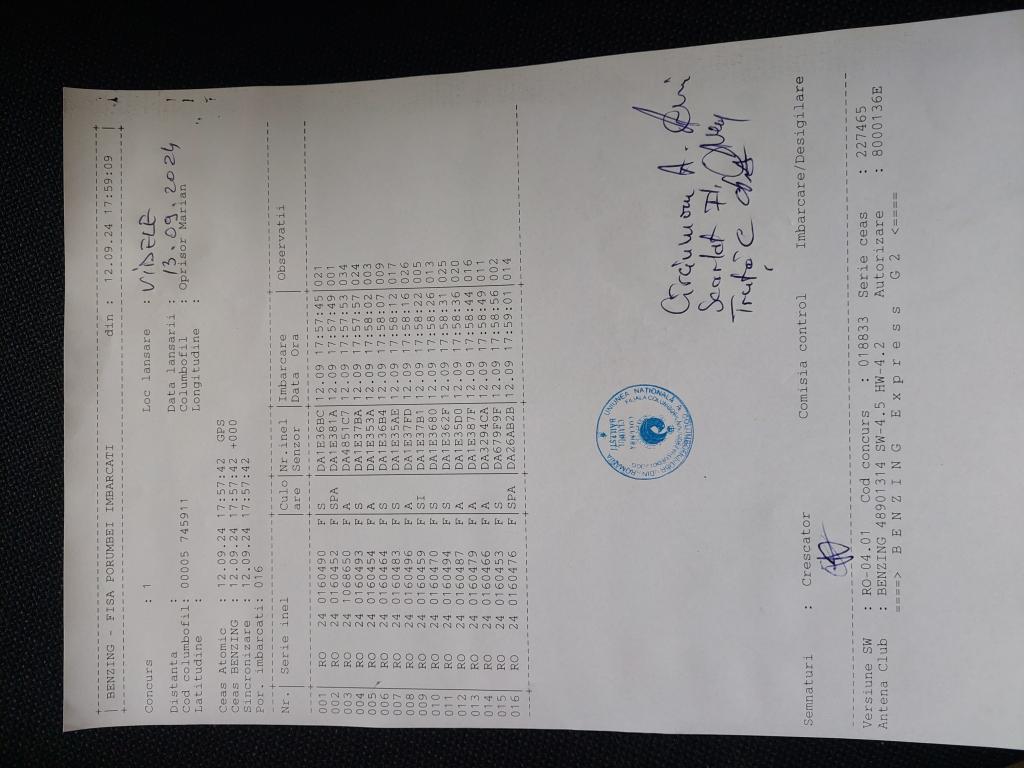 | BENZING - FISA PORUMBEI IMBARCATI din : 12.09.24 17:59:09 |
Concurs : 1 Loc lansare : VIDELE
Distanta : Data lansarii : 13.09.2024
Cod columbofil: 00005 745911 Columbofil : Oprisor Marian
Latitudine : Longitudine :
Ceas Atomic : 12.09.24 17:57:42 GPS
Ceas BENZING : 12.09.24 17:57:42 +000
Sincronizare : 12.09.24 17:57:42
Por. imbarcati: 016
Nr. Serie inel | Culo | Nr.inel | Imbarcare Observatii
are | Senzor | Data Ora
001 RO 24 0160490 F S |DA1E36BC| 12.09 17:57:45 021
002 RO 24 0160452 F SPA |DA1E381A| 12.09 17:57:49 001
003 RO 24 1068650 F A |DA4851C7| 12.09 17:57:53 034
004 RO 24 0160493 F S |DA1E37BA| 12.09 17:57:57 024
005 RO 24 0160454 F A |DA1E353A| 12.09 17:58:02 003
006 RO 24 0160464 F S |DA1E36B4| 12.09 17:58:07 009
007 RO 24 0160483 F S |DA1E35AE| 12.09 17:58:12 017
008 RO 24 0160496 F A |DA1E37FD| 12.09 17:58:16 026
009 RO 24 0160459 F SI |DA1E37B1| 12.09 17:58:22 005
010 RO 24 0160470 F S |DA1E3680| 12.09 17:58:26 013
011 RO 24 0160494 F S |DA1E362F| 12.09 17:58:31 025
012 RO 24 0160487 F A |DA1E35D0| 12.09 17:58:36 020
013 RO 24 0160479 F A |DA1E387F| 12.09 17:58:44 016
014 RO 24 0160466 F A |DA3294CA| 12.09 17:58:49 011
015 RO 24 0160453 F S |DA679F9F| 12.09 17:58:56 002
016 RO 24 0160476 F SPA |DA26AB2B| 12.09 17:59:01 014
UNIUNEA NATIONALĂ A
ROMÂNIA
CLUBUL
BAILESTI
Scarlat Fl.
Semnaturi : Crescator Comisia control Imbarcare/Desigilare
Versiune SW : RO-04.01 Cod concurs : 018833 Serie ceas : 227465
Antena Club : BENZING 48901314 SW-4.5 HW-4.2 Autorizare : 8000136E
====> B E N Z I N G E x p r e s s G 2 <====